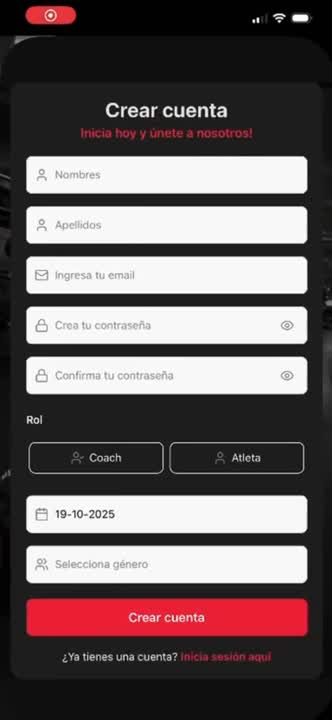 Crear cuenta
Inicia hoy y únete a nosotros!
Nombres
Apellidos
Ingresa tu email
Crea tu contraseña
Confirma tu contraseña
Rol
Coach Atleta
19-10-2025
Selecciona género
Crear cuenta
¿Ya tienes una cuenta? Inicia sesión aquí